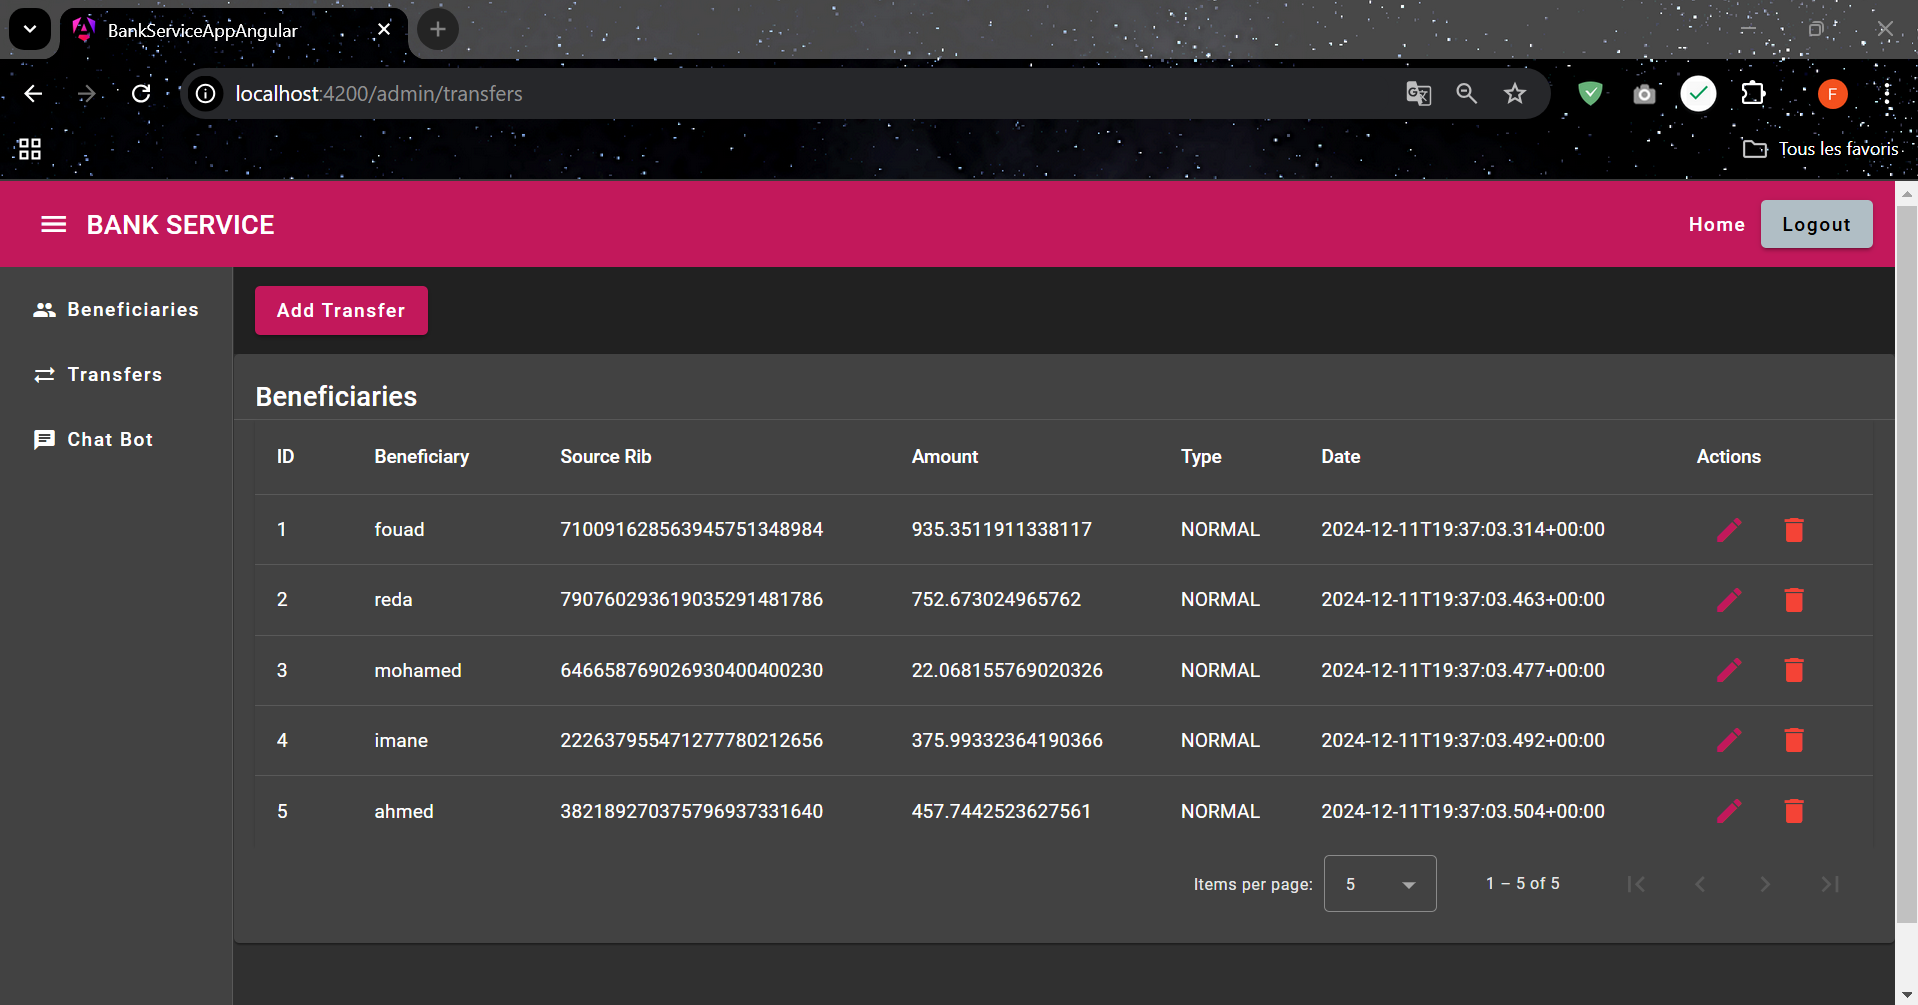 BankServiceAppAngular
localhost:4200/admin/transfers
F
Tous les favoris
BANK SERVICE
Home
Logout
Beneficiaries
Transfers
Chat Bot
Add Transfer
Beneficiaries
ID Beneficiary Source Rib Amount Type Date Actions
1 fouad 710091628563945751348984 935.3511911338117 NORMAL 2024-12-11T19:37:03.314+00:00
2 reda 790760293619035291481786 752.673024965762 NORMAL 2024-12-11T19:37:03.463+00:00
3 mohamed 646658769026930400400230 22.068155769020326 NORMAL 2024-12-11T19:37:03.477+00:00
4 imane 222637955471277780212656 375.99332364190366 NORMAL 2024-12-11T19:37:03.492+00:00
5 ahmed 382189270375796937331640 457.7442523627561 NORMAL 2024-12-11T19:37:03.504+00:00
Items per page: 5 1 – 5 of 5